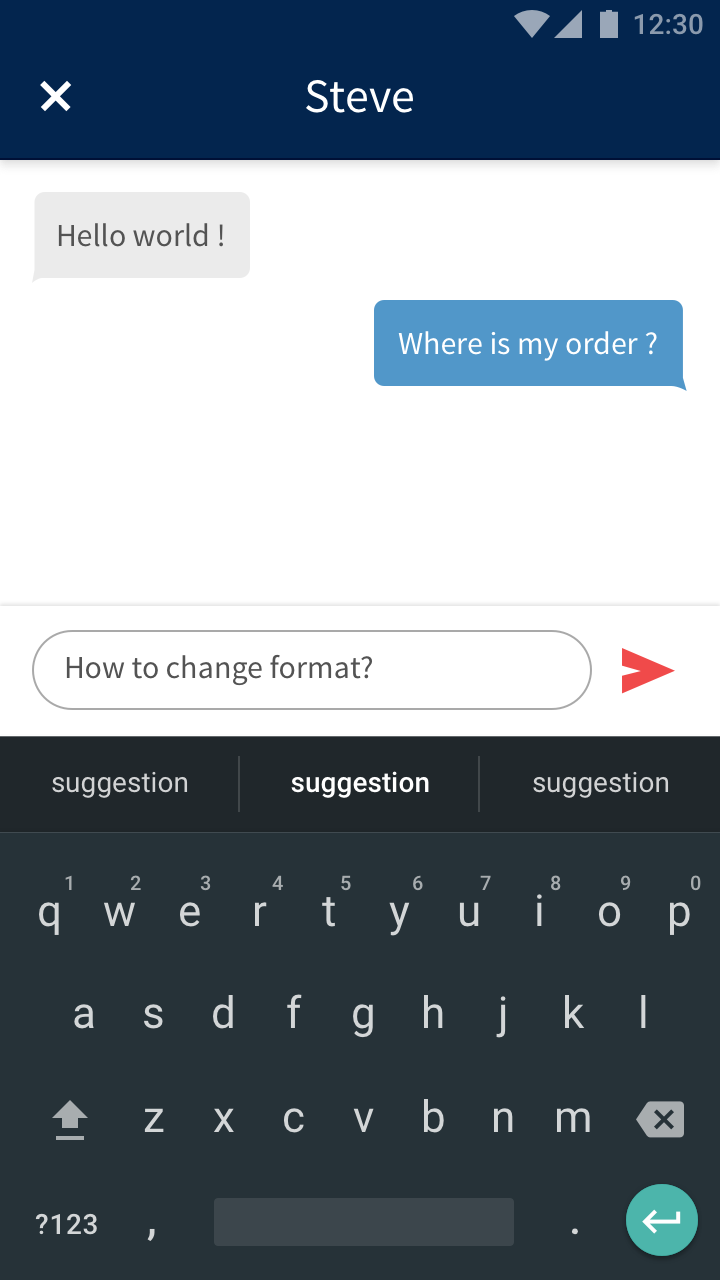 12:30
Steve
Hello world !
Where is my order ?
How to change format?
suggestion suggestion suggestion
1 2 3 4 5 6 7 8 9 0
q w e r t y u i o p
a s d f g h j k l
z x c v b n m
?123 , .